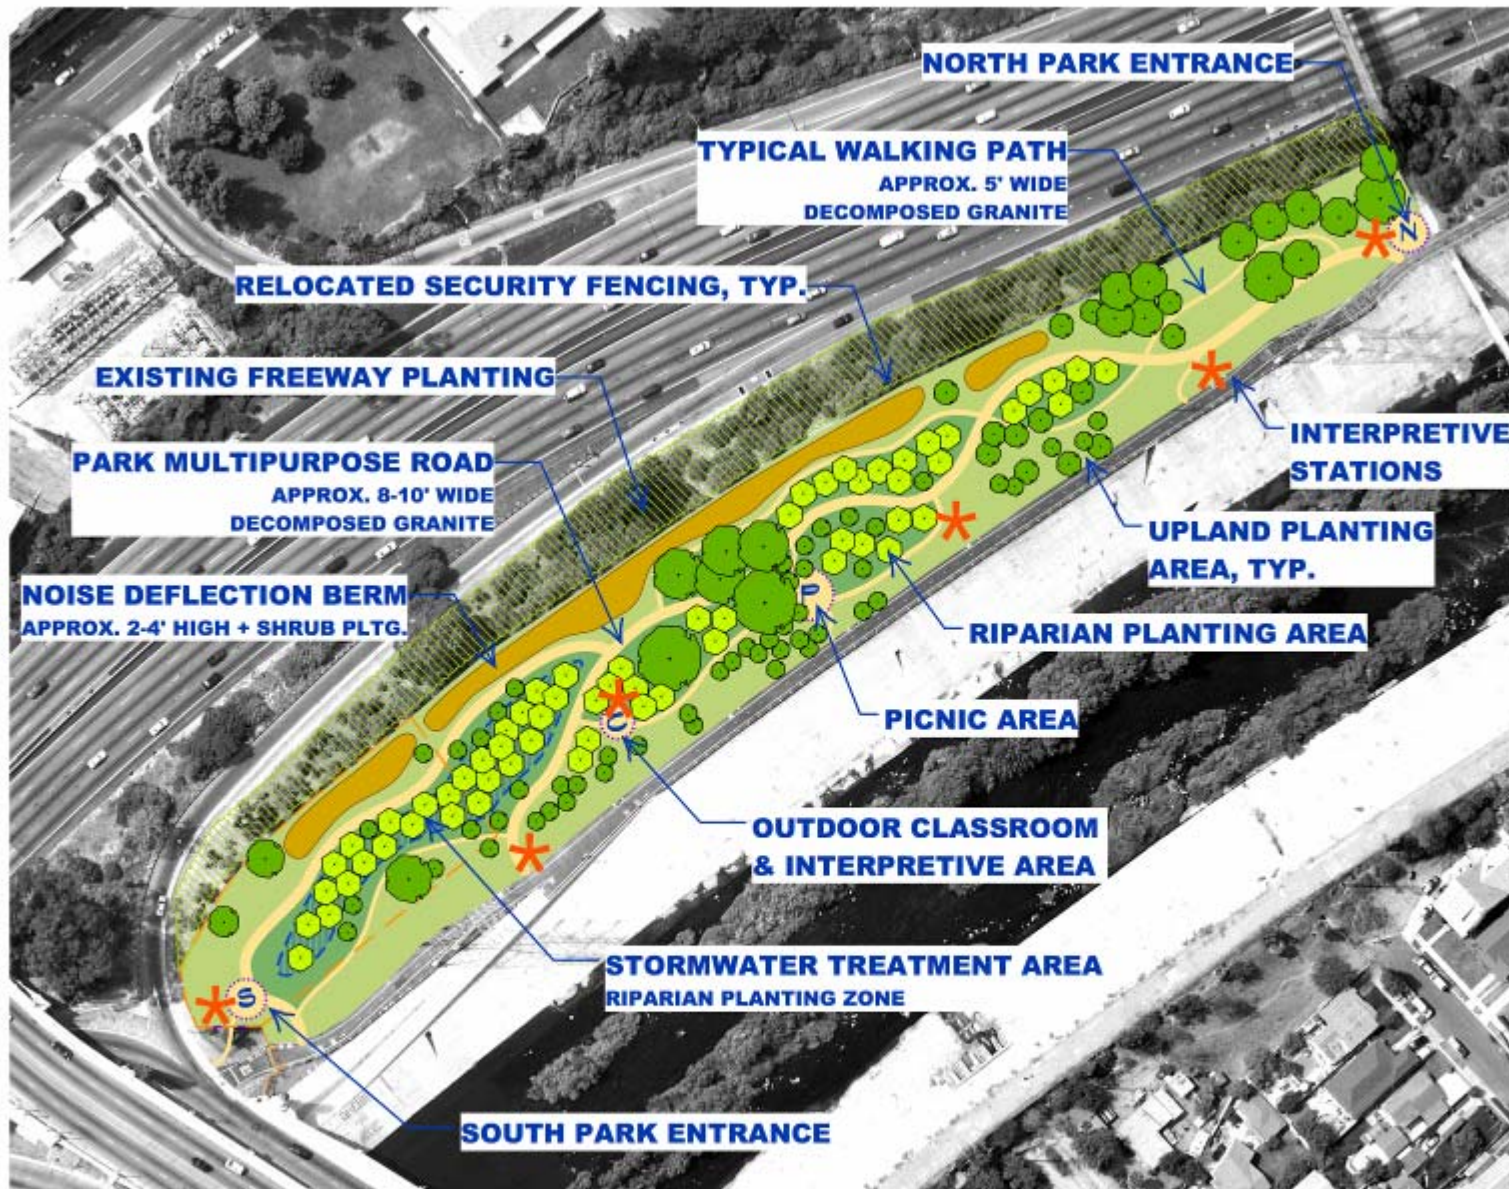 NORTH PARK ENTRANCE
TYPICAL WALKING PATH
APPROX. 5' WIDE
DECOMPOSED GRANITE
N
RELOCATED SECURITY FENCING, TYP.
EXISTING FREEWAY PLANTING
PARK MULTIPURPOSE ROAD
APPROX. 8-10' WIDE
DECOMPOSED GRANITE
INTERPRETIVE
STATIONS
UPLAND PLANTING
AREA, TYP.
NOISE DEFLECTION BERM
APPROX. 2-4' HIGH + SHRUB PLTG.
P
RIPARIAN PLANTING AREA
PICNIC AREA
C
OUTDOOR CLASSROOM
& INTERPRETIVE AREA
STORMWATER TREATMENT AREA
RIPARIAN PLANTING ZONE
S
SOUTH PARK ENTRANCE